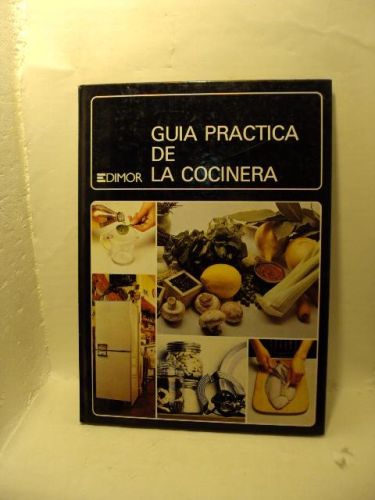 GUIA PRACTICA
DE
EDIMOR LA COCINERA